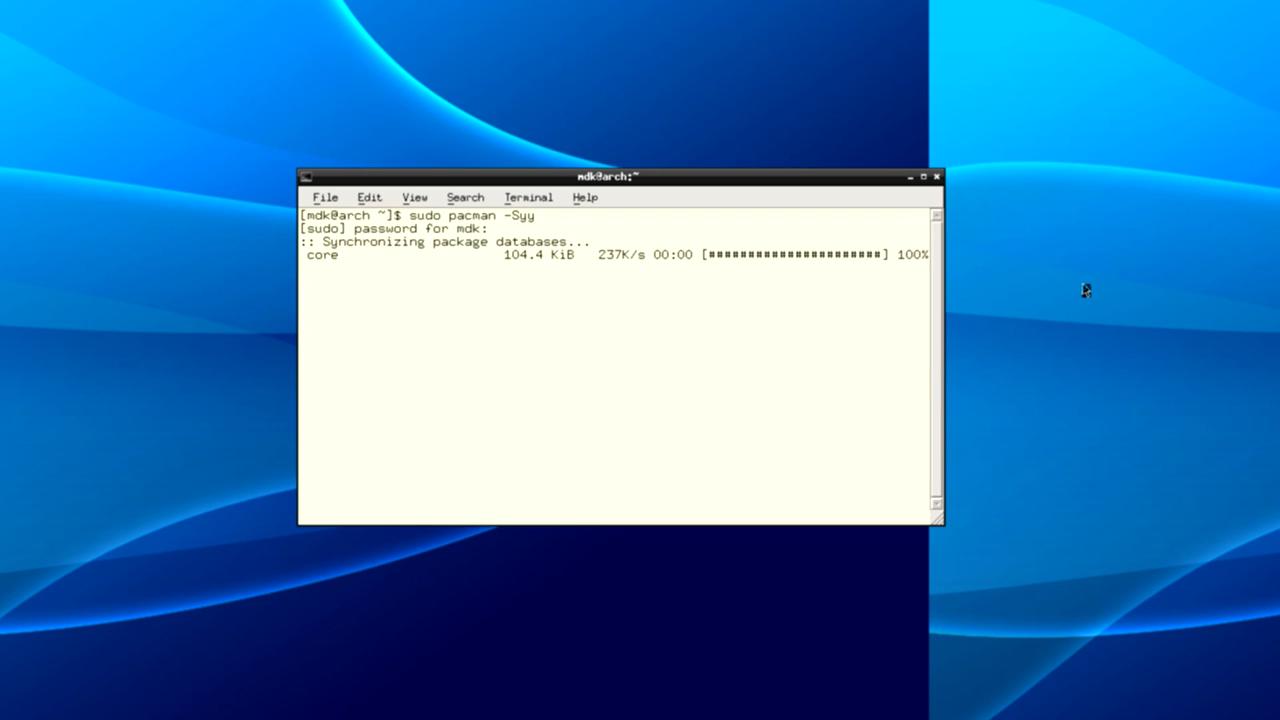 mdk@arch:~
File Edit View Search Terminal Help
[mdk@arch ~]$ sudo pacman -Syy
[sudo] password for mdk:
:: Synchronizing package databases...
core 104.4 KiB 237K/s 00:00 [######################] 100%